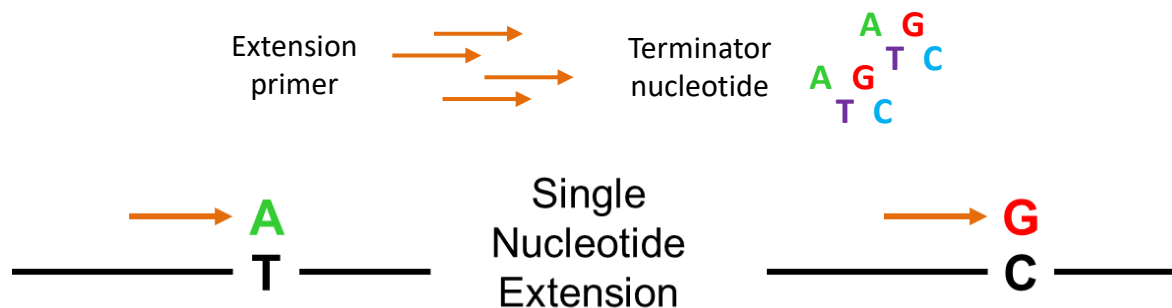 Extension
primer
Terminator
nucleotide
A G
T C
A G
T C
A
T
Single
Nucleotide
Extension
G
C